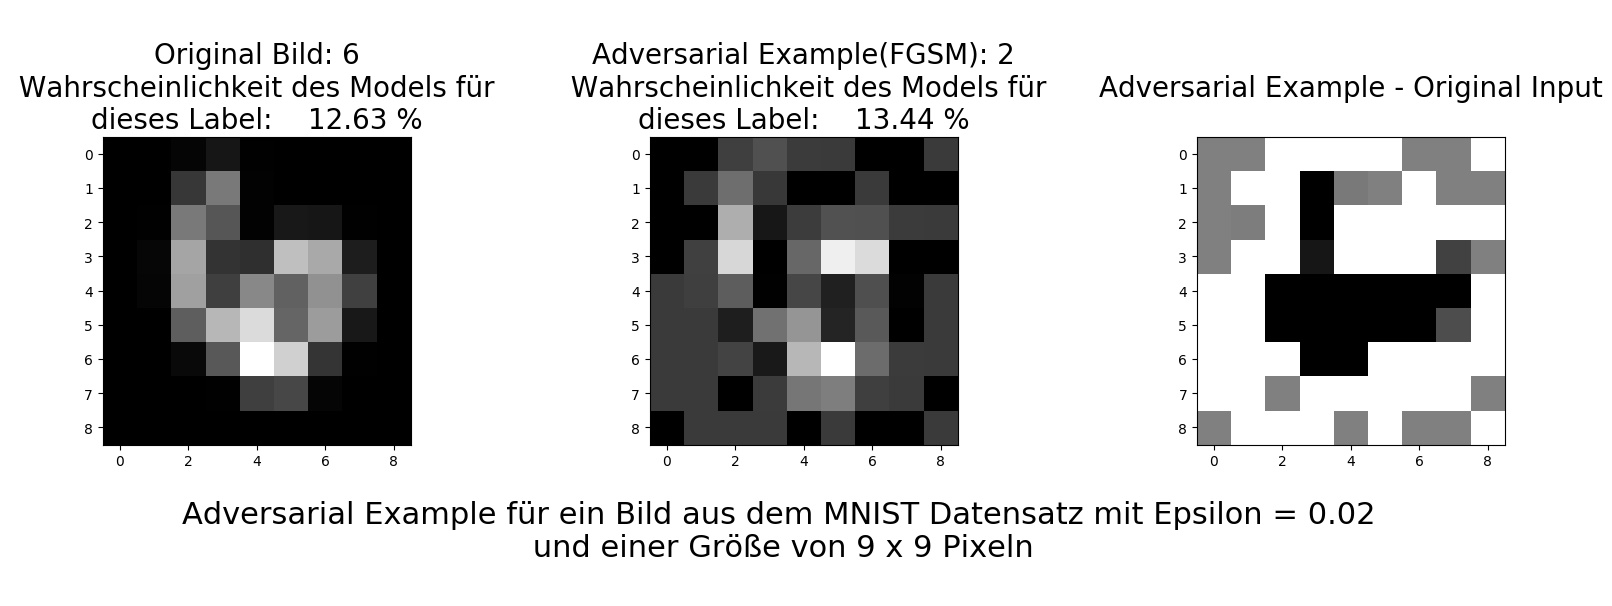 Original Bild: 6
Wahrscheinlichkeit des Models für
dieses Label: 12.63 %
0
1
2
3
4
5
6
7
8
0 2 4 6 8
Adversarial Example(FGSM): 2
Wahrscheinlichkeit des Models für
dieses Label: 13.44 %
0
1
2
3
4
5
6
7
8
0 2 4 6 8
Adversarial Example - Original Input
0
1
2
3
4
5
6
7
8
0 2 4 6 8
Adversarial Example für ein Bild aus dem MNIST Datensatz mit Epsilon = 0.02
und einer Größe von 9 x 9 Pixeln